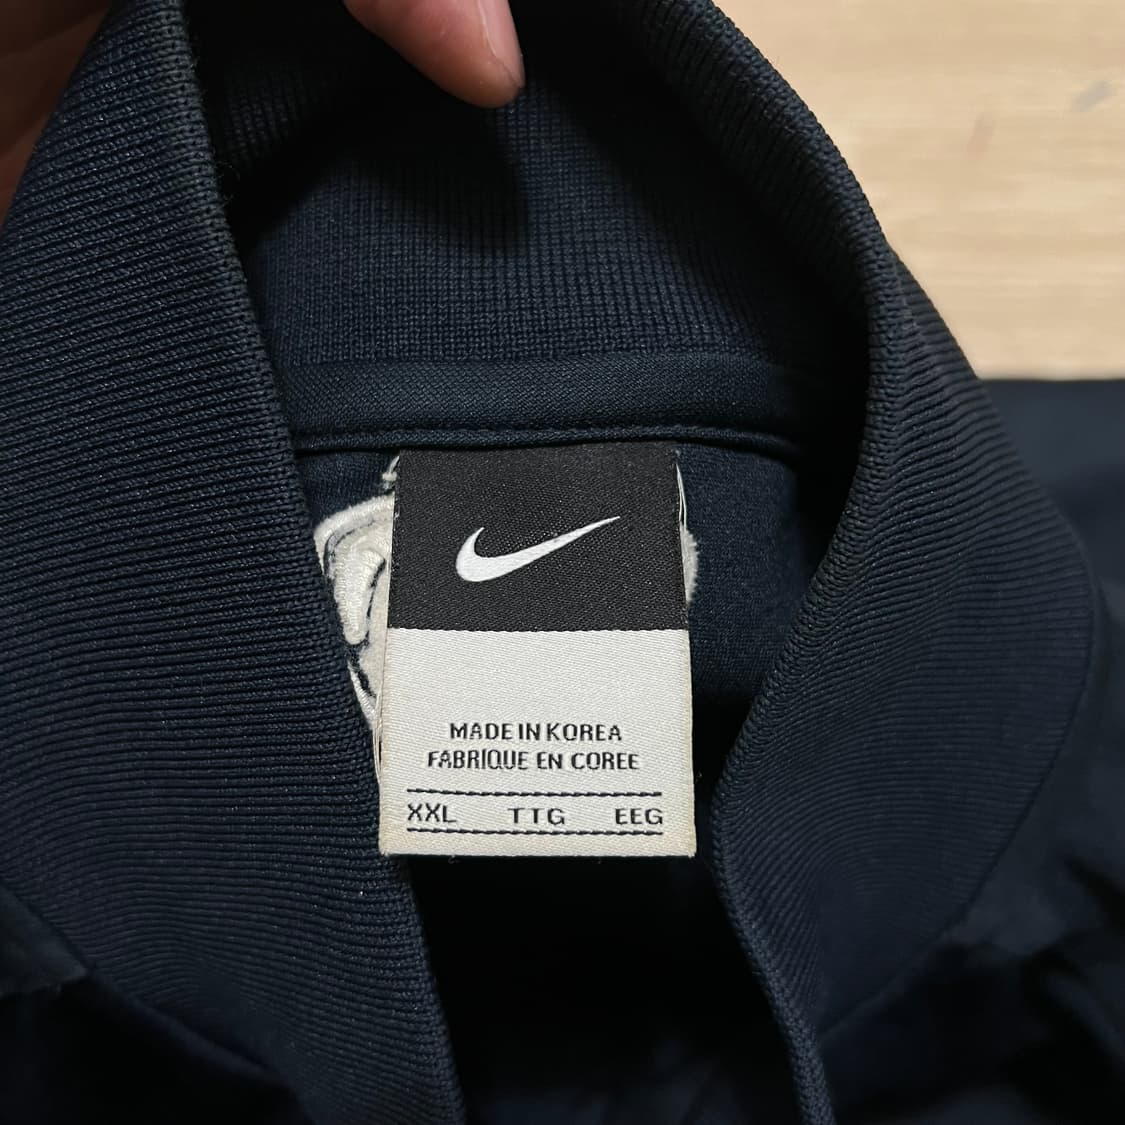 MADE IN KOREA
FABRIQUE EN COREE
XXL TTG EEG